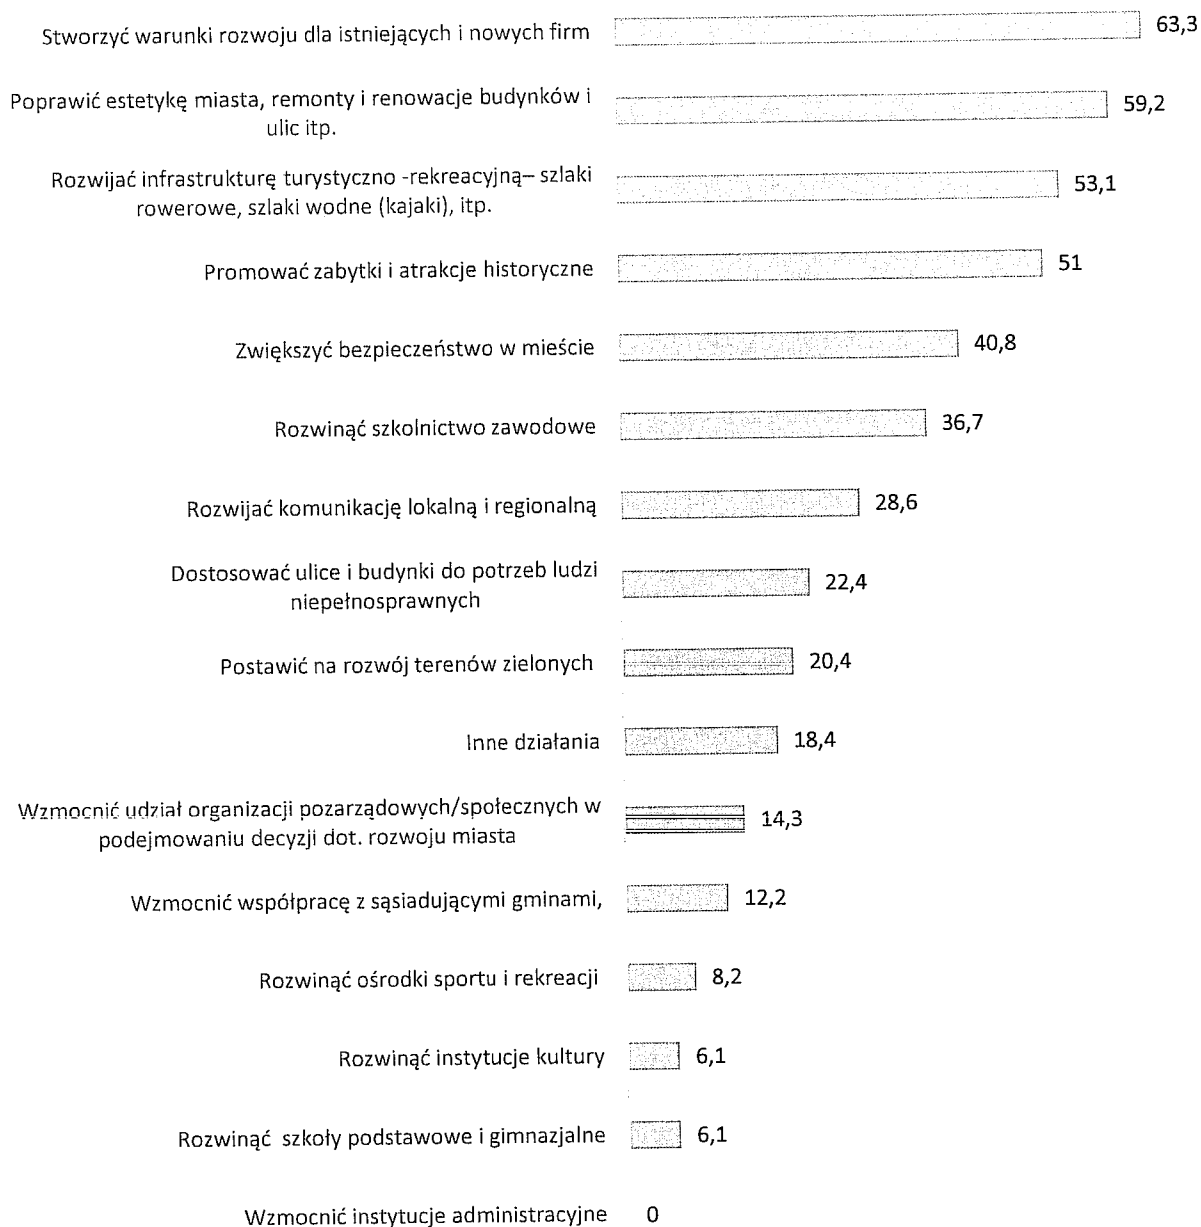 Stworzyć warunki rozwoju dla istniejących i nowych firm 63,3
Poprawić estetykę miasta, remonty i renowacje budynków i
ulic itp. 59,2
Rozwijać infrastrukturę turystyczno -rekreacyjną– szlaki
rowerowe, szlaki wodne (kajaki), itp. 53,1
Promować zabytki i atrakcje historyczne 51
Zwiększyć bezpieczeństwo w mieście 40,8
Rozwinąć szkolnictwo zawodowe 36,7
Rozwijać komunikację lokalną i regionalną 28,6
Dostosować ulice i budynki do potrzeb ludzi
niepełnosprawnych 22,4
Postawić na rozwój terenów zielonych 20,4
Inne działania 18,4
Wzmocnić udział organizacji pozarządowych/społecznych w
podejmowaniu decyzji dot. rozwoju miasta 14,3
Wzmocnić współpracę z sąsiadującymi gminami, 12,2
Rozwinąć ośrodki sportu i rekreacji 8,2
Rozwinąć instytucje kultury 6,1
Rozwinąć szkoły podstawowe i gimnazjalne 6,1
Wzmocnić instytucje administracyjne 0